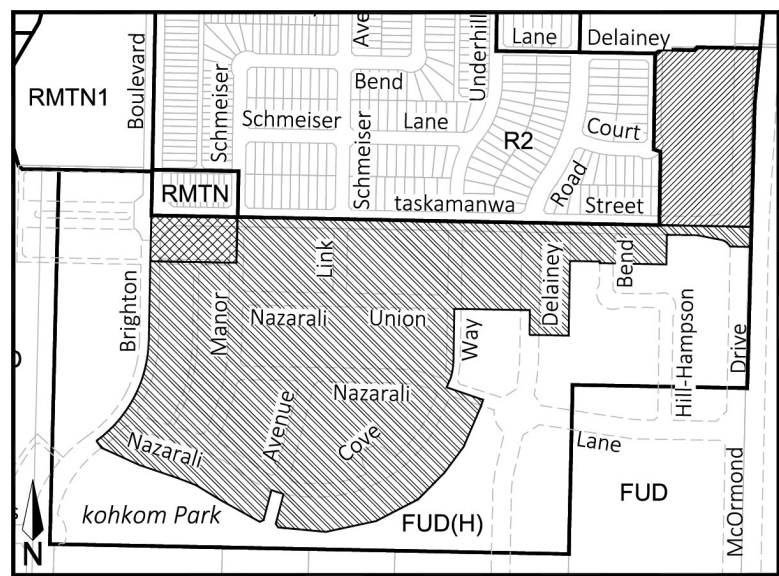 Lane Delainey
Boulevard
Schmeiser
Ave
Underhill
Bend
RMTN1
Schmeiser
Lane
Schmeiser
R2
Court
Road
RMTN
taskamanwa
Street
Brighton
Manor
Link
Delainey
Bend
Nazarali
Union
Way
Hill-Hampson
Drive
Nazarali
Avenue
Cove
Nazarali
Lane
McOrmond
kohkom Park
FUD(H)
FUD
N